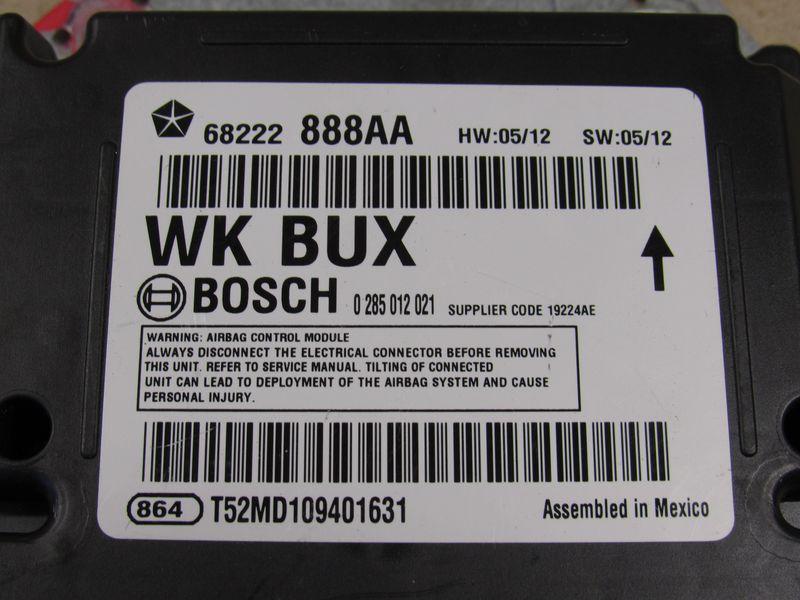 68222 888AA HW:05/12 SW:05/12
WK BUX
BOSCH 0 285 012 021 SUPPLIER CODE 19224AE
WARNING: AIRBAG CONTROL MODULE
ALWAYS DISCONNECT THE ELECTRICAL CONNECTOR BEFORE REMOVING
THIS UNIT. REFER TO SERVICE MANUAL. TILTING OF CONNECTED
UNIT CAN LEAD TO DEPLOYMENT OF THE AIRBAG SYSTEM AND CAUSE
PERSONAL INJURY.
864 T52MD109401631 Assembled in Mexico